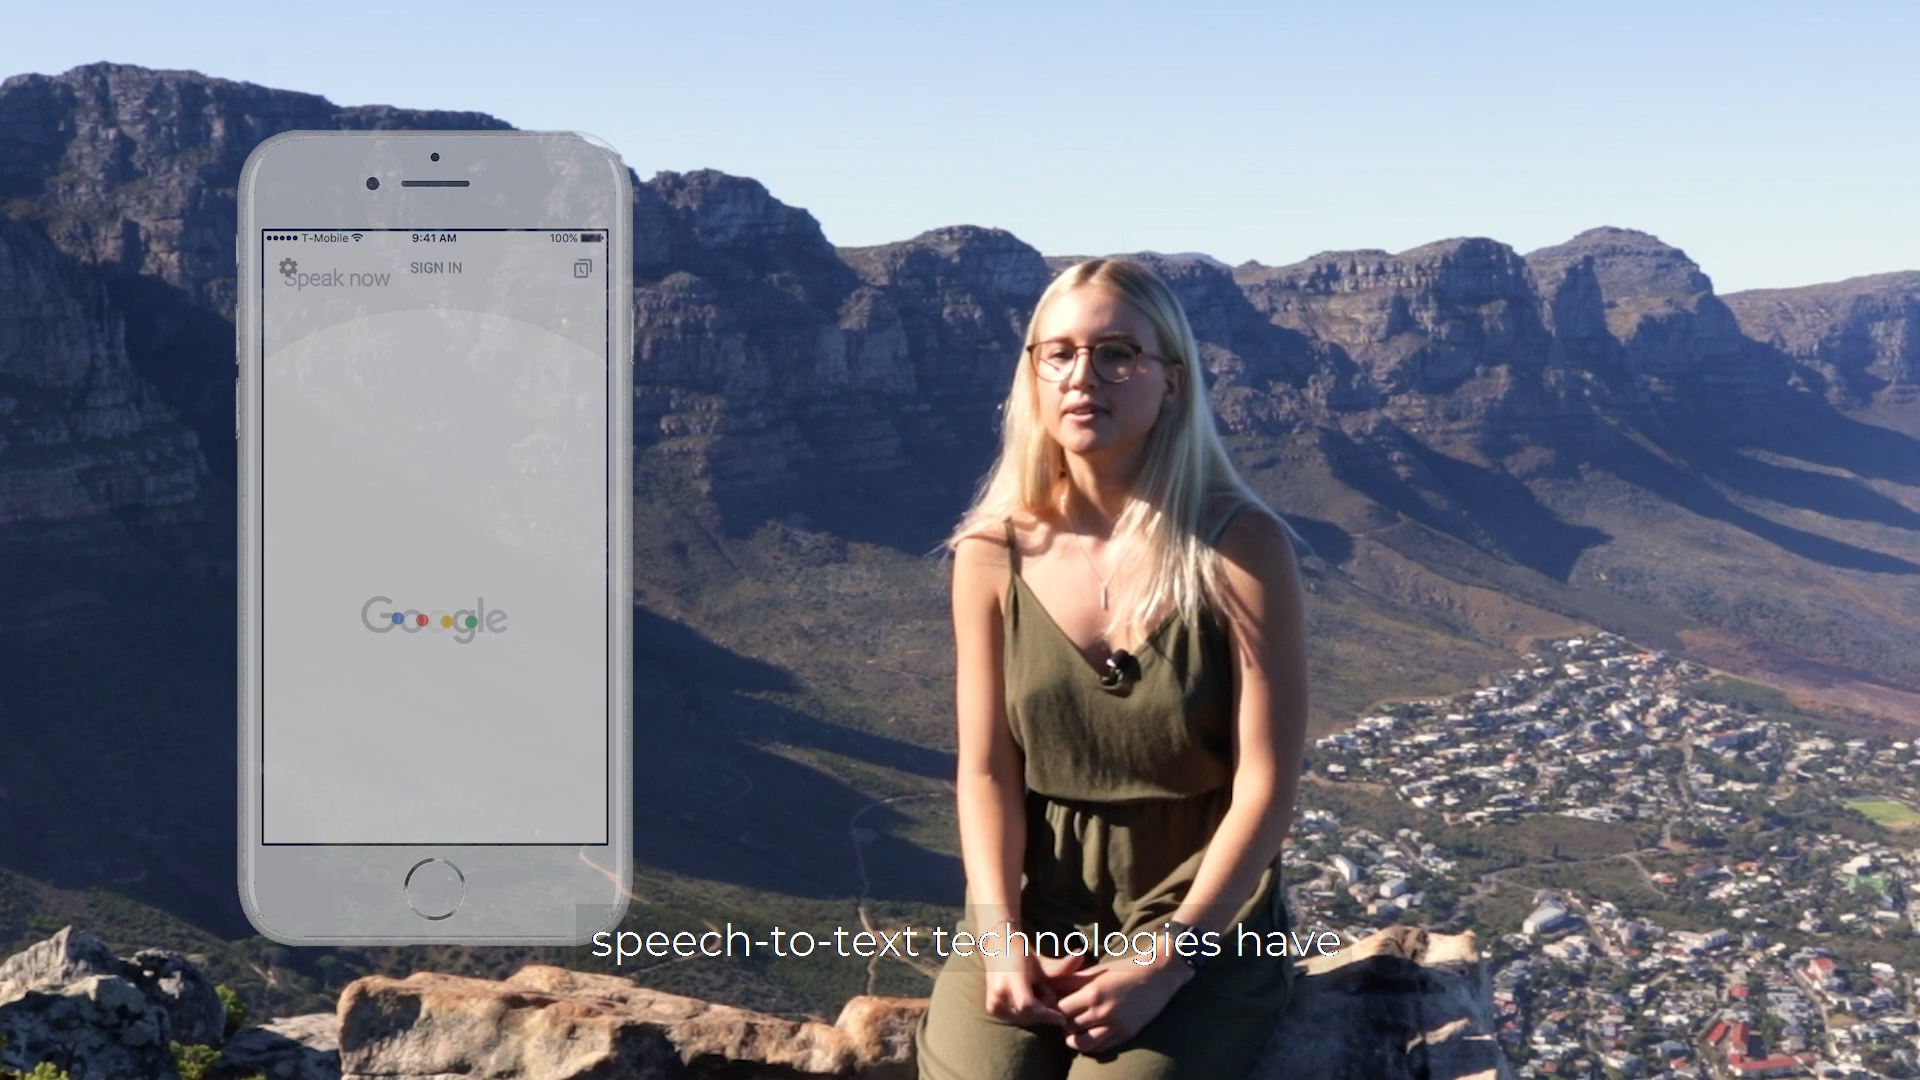 T-Mobile 9:41 AM 100%
SIGN IN
Speak now
Google
speech-to-text technologies have